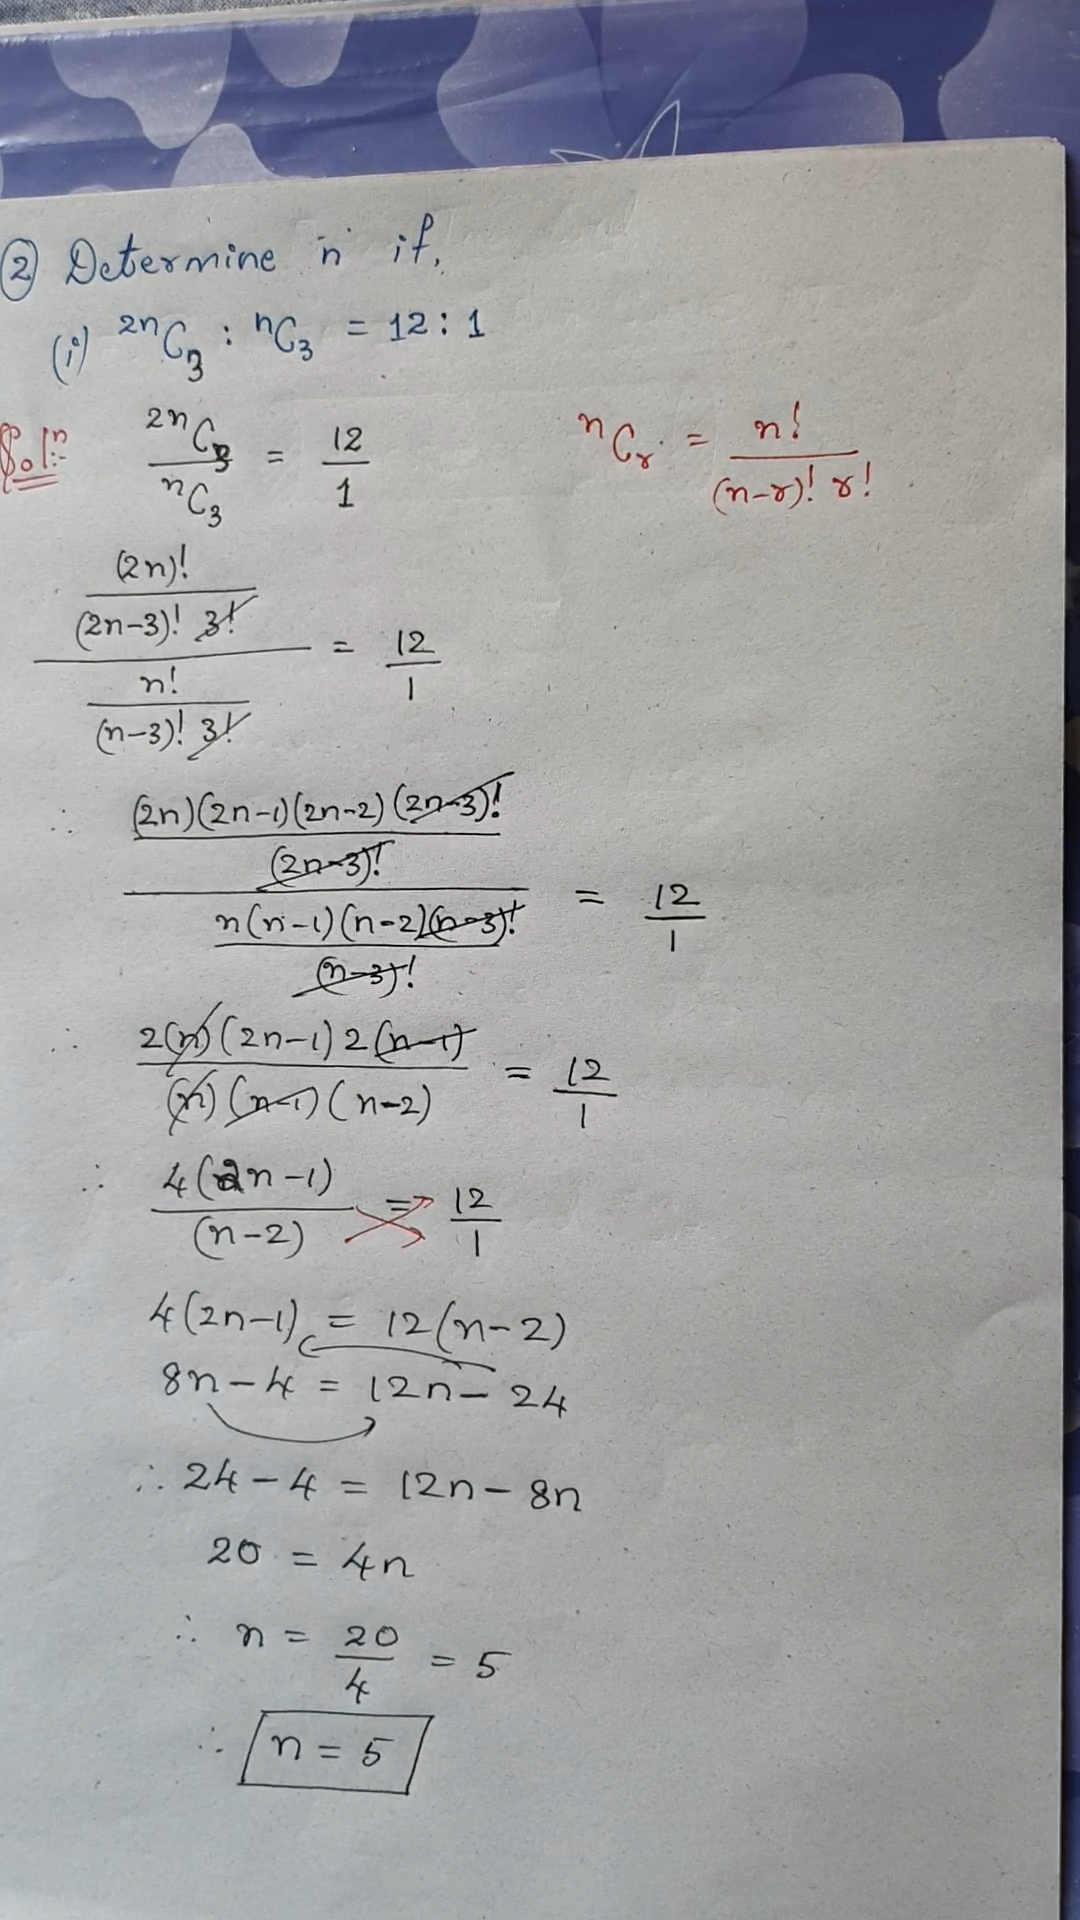 ② Determine 'n' if,
(i) ²ⁿC₃ : ⁿC₃ = 12 : 1
Solⁿ:- ²ⁿC₃ / ⁿC₃ = 12/1
ⁿCᵣ = n! / (n-r)! r!
((2n)! / (2n-3)! 3!) / (n! / (n-3)! 3!) = 12/1
∴ ((2n)(2n-1)(2n-2)(2n-3)! / (2n-3)!) / (n(n-1)(n-2)(n-3)! / (n-3)!) = 12/1
∴ 2(n)(2n-1) 2(n-1) / (n)(n-1)(n-2) = 12/1
∴ 4(2n-1) / (n-2) = 12/1
4(2n-1) = 12(n-2)
8n - 4 = 12n - 24
∴ 24 - 4 = 12n - 8n
20 = 4n
∴ n = 20/4 = 5
∴ n = 5